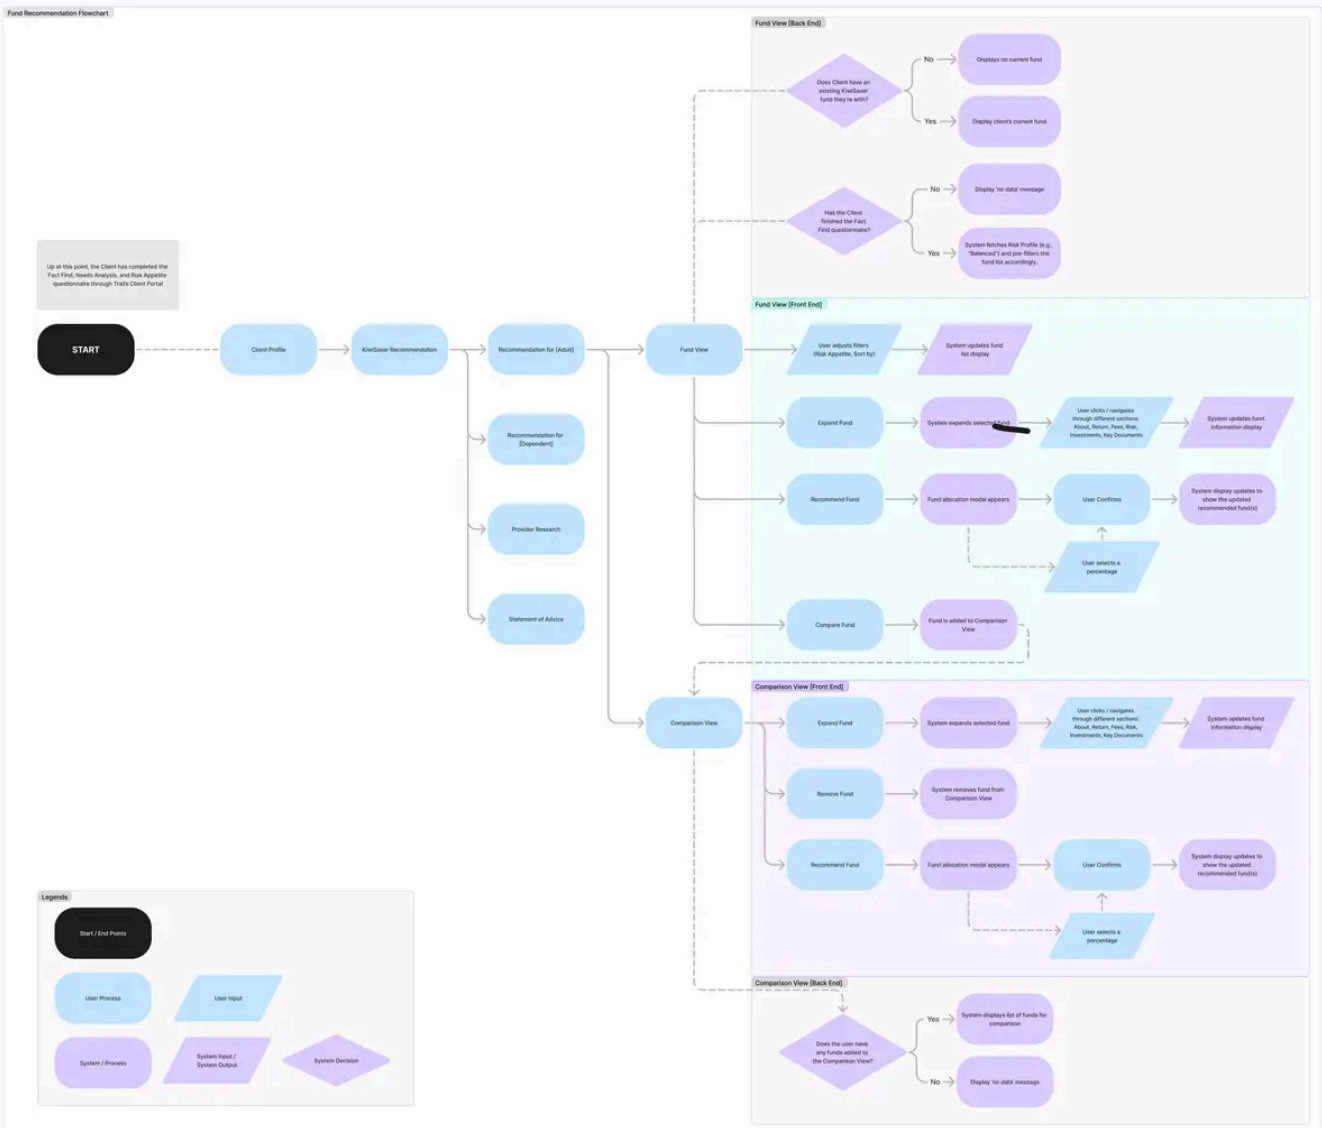 Fund Recommendation Flowchart
Fund View [Back End]
Does Client have an
existing KiwiSaver
fund they're with?
No
Displays no current fund
Yes
Display client's current fund
Has the Client
finished the Fact
Find questionnaire?
No
Display 'no data' message
Yes
System fetches Risk Profile (e.g.,
"Balanced") and pre-filters the
fund list accordingly.
Up at this point, the Client has completed the
Fact Find, Needs Analysis, and Risk Appetite
questionnaire through Trail's Client Portal
START
Client Profile
KiwiSaver Recommendation
Recommendation for [Adult]
Recommendation for
[Dependent]
Provider Research
Statement of Advice
Fund View
Fund View [Front End]
User adjusts filters
(Risk Appetite, Sort by)
System updates fund
list display
Expand Fund
System expands selected fund
User clicks / navigates
through different sections:
About, Return, Fees, Risk,
Investments, Key Documents
System updates fund
information display
Recommend Fund
Fund allocation modal appears
User Confirms
System display updates to
show the updated
recommended fund(s)
User selects a
percentage
Compare Fund
Fund is added to Comparison
View
Comparison View
Comparison View [Front End]
Expand Fund
System expands selected fund
User clicks / navigates
through different sections:
About, Return, Fees, Risk,
Investments, Key Documents
System updates fund
information display
Remove Fund
System removes fund from
Comparison View
Recommend Fund
Fund allocation modal appears
User Confirms
System display updates to
show the updated
recommended fund(s)
User selects a
percentage
Comparison View [Back End]
Does the user have
any funds added to
the Comparison View?
Yes
System displays list of funds for
comparison
No
Display 'no data' message
Legends
Start / End Points
User Process
User Input
System / Process
System Input /
System Output
System Decision